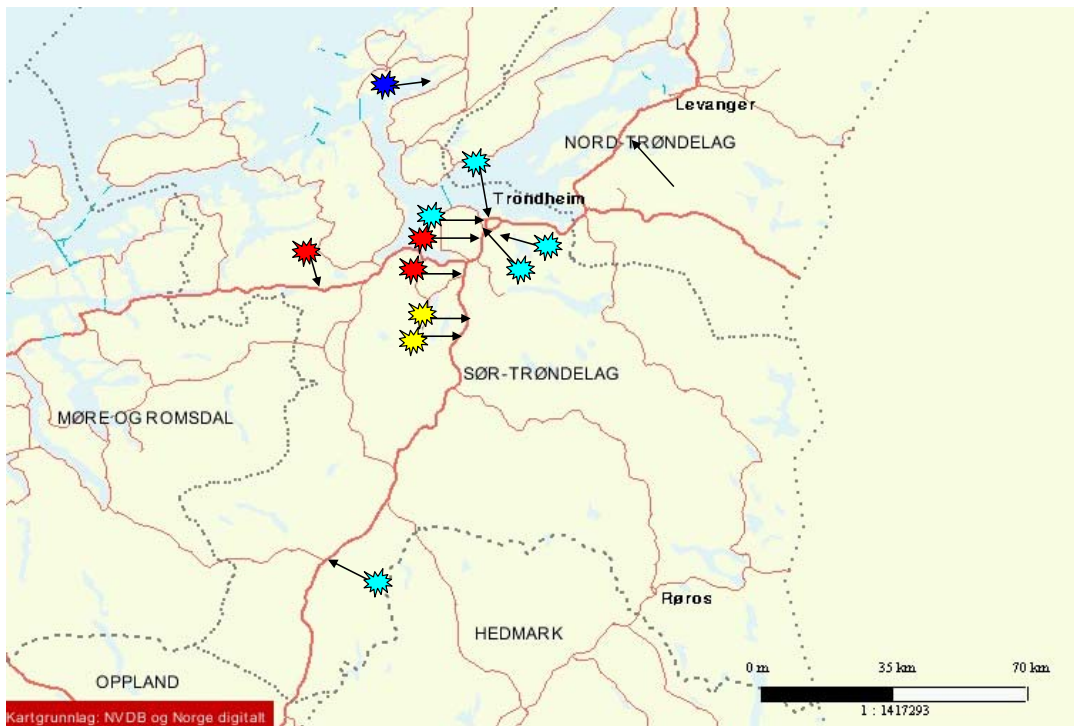 Levanger
NORD-TRØNDELAG
Trondheim
SØR-TRØNDELAG
MØRE OG ROMSDAL
Røros
HEDMARK
OPPLAND
0 m 35 km 70 km
1 : 1417293
Kartgrunnlag: NVDB og Norge digitalt